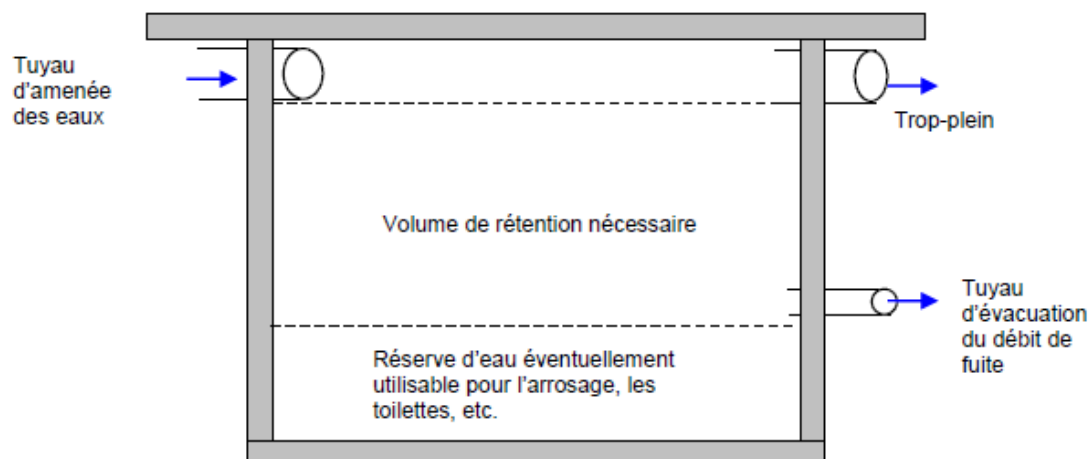 Tuyau
d'amenée
des eaux
Trop-plein
Volume de rétention nécessaire
Tuyau
d'évacuation
du débit de
fuite
Réserve d'eau éventuellement
utilisable pour l'arrosage, les
toilettes, etc.